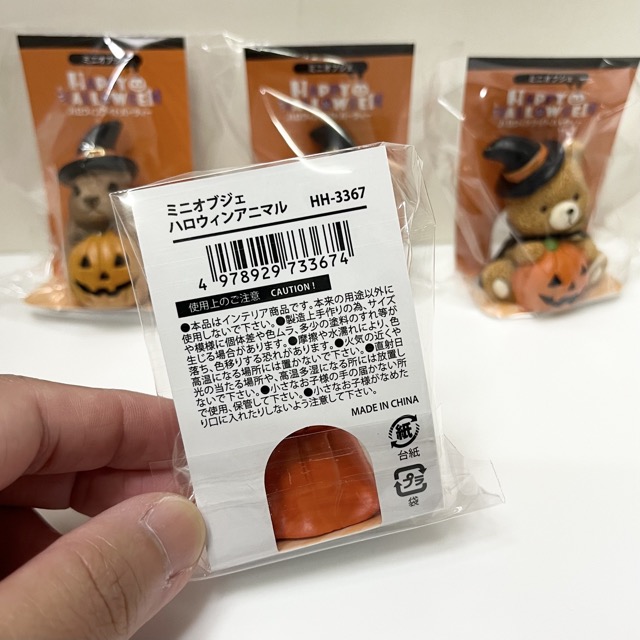 ミニオブジェ
HAPPY
HALLOWEEN
ミニオブジェ
HAPPY
HALLOWEEN
ミニオブジェ
HAPPY
HALLOWEEN
ミニオブジェ
ハロウィンアニマル HH-3367
4 978929 733674
使用上のご注意 CAUTION!
●本品はインテリア商品です。本来の用途以外に
使用しないで下さい。●製造上手作りの為、サイズ
や模様に個体差や色ムラ、多少の塗料のすれ等が
生じる場合があります。●摩擦や水濡れにより、色
落ち、色移りする恐れがあります。●火気の近くや
高温になる場所には置かないで下さい。●直射日
光の当たる場所や、高温多湿になる所には放置し
ないで下さい。●小さなお子様の手の届かない所
で使用、保管して下さい。●小さなお子様がなめた
り口に入れたりしないよう注意して下さい。
MADE IN CHINA
紙
台紙
プラ
袋